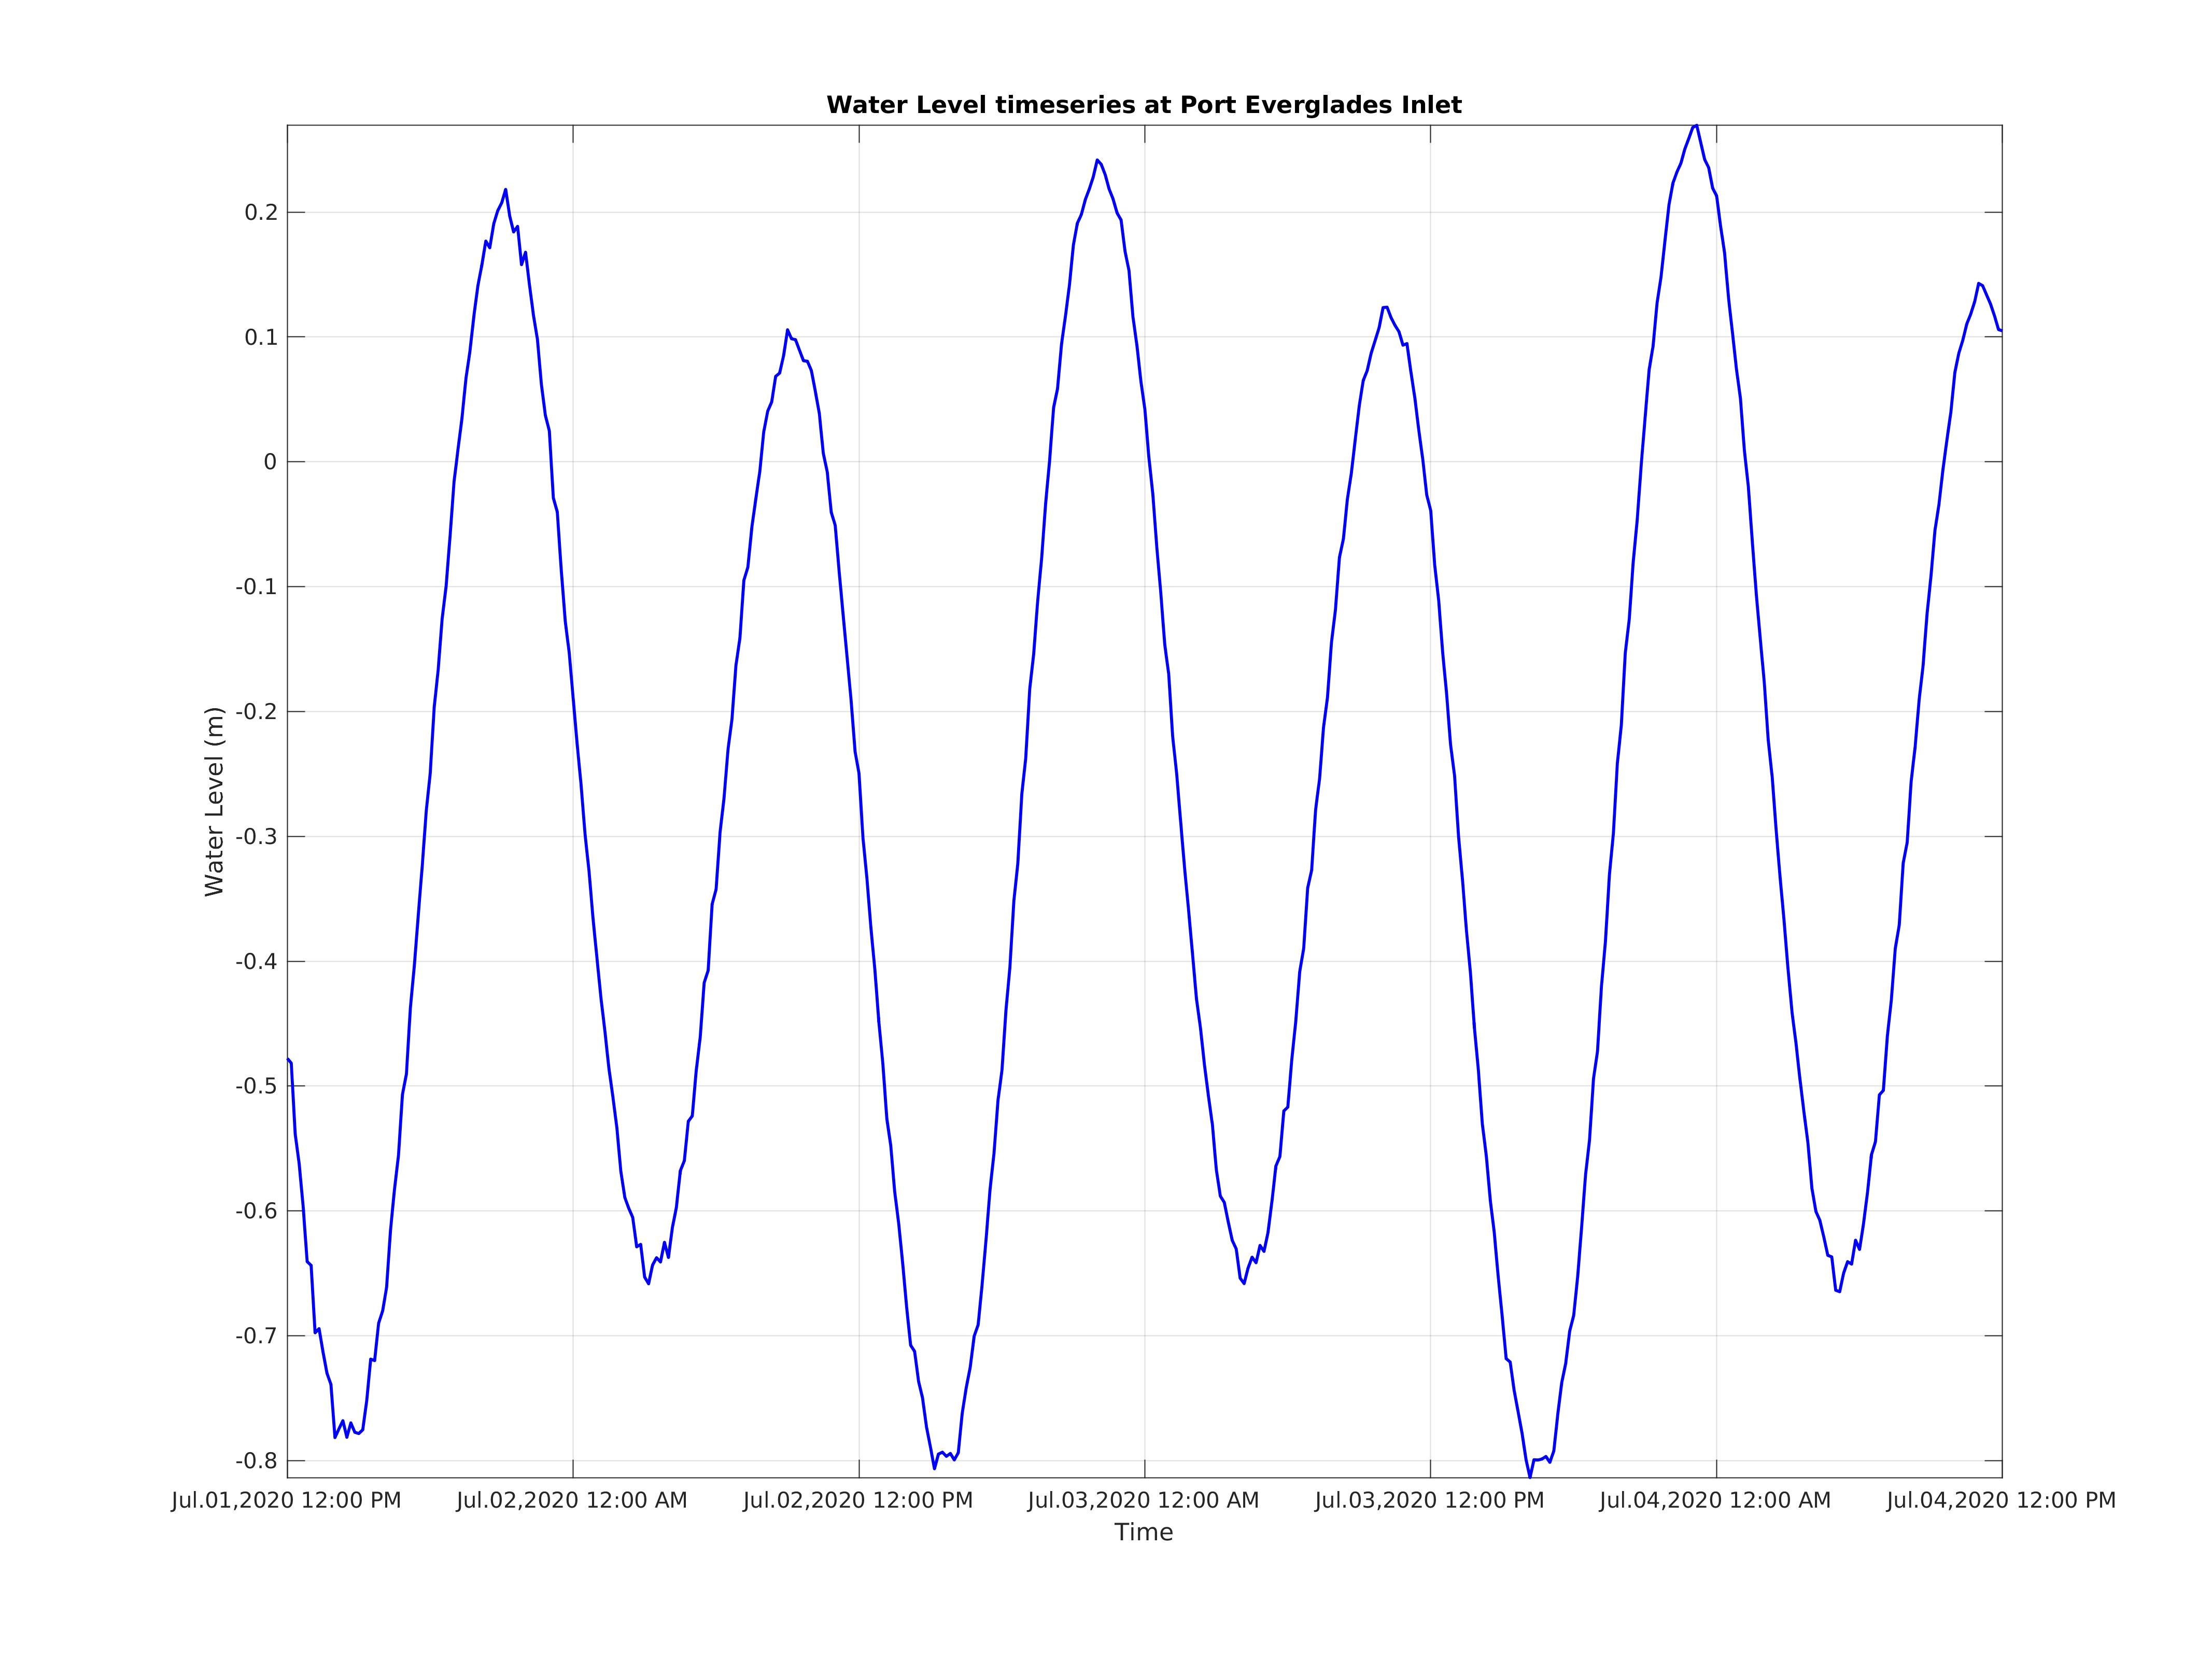 Water Level timeseries at Port Everglades Inlet
Water Level (m)
0.2
0.1
0
-0.1
-0.2
-0.3
-0.4
-0.5
-0.6
-0.7
-0.8
Jul.01,2020 12:00 PM
Jul.02,2020 12:00 AM
Jul.02,2020 12:00 PM
Jul.03,2020 12:00 AM
Jul.03,2020 12:00 PM
Jul.04,2020 12:00 AM
Jul.04,2020 12:00 PM
Time